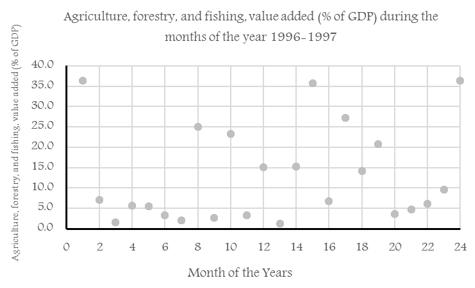 Agriculture, forestry, and fishing, value added (% of GDP) during the
months of the year 1996-1997
Agriculture, forestry, and fishing, value added (% of GDP)
40.0
35.0
30.0
25.0
20.0
15.0
10.0
5.0
0.0
0 2 4 6 8 10 12 14 16 18 20 22 24
Month of the Years